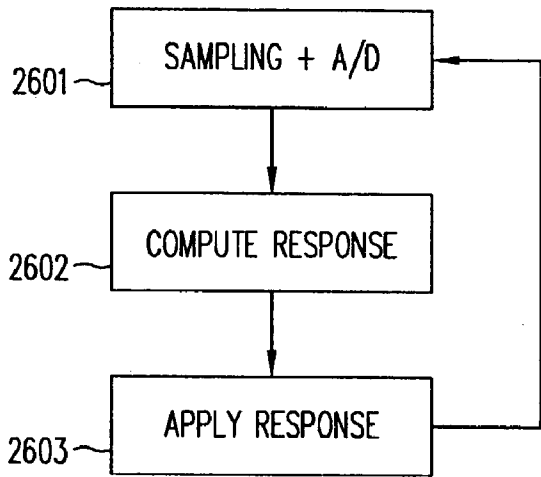 SAMPLING + A/D
2601
COMPUTE RESPONSE
2602
APPLY RESPONSE
2603